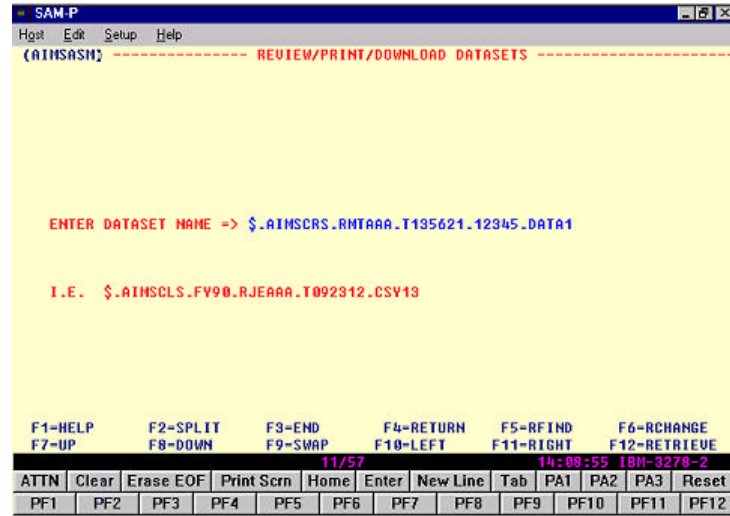 SAM-P
Host Edit Setup Help
(AIMSASM) --------------- REVIEW/PRINT/DOWNLOAD DATASETS ----------------------
ENTER DATASET NAME => $.AIMSCRS.RMTAAA.T135621.12345.DATA1
I.E. $.AIMSCLS.FY90.RJEAAA.T092312.CSY13
F1=HELP F2=SPLIT F3=END F4=RETURN F5=RFIND F6=RCHANGE
F7=UP F8=DOWN F9=SWAP F10=LEFT F11=RIGHT F12=RETRIEVE
11/57 14:08:55 IBM-3278-2
ATTN Clear Erase EOF Print Scrn Home Enter New Line Tab PA1 PA2 PA3 Reset
PF1 PF2 PF3 PF4 PF5 PF6 PF7 PF8 PF9 PF10 PF11 PF12